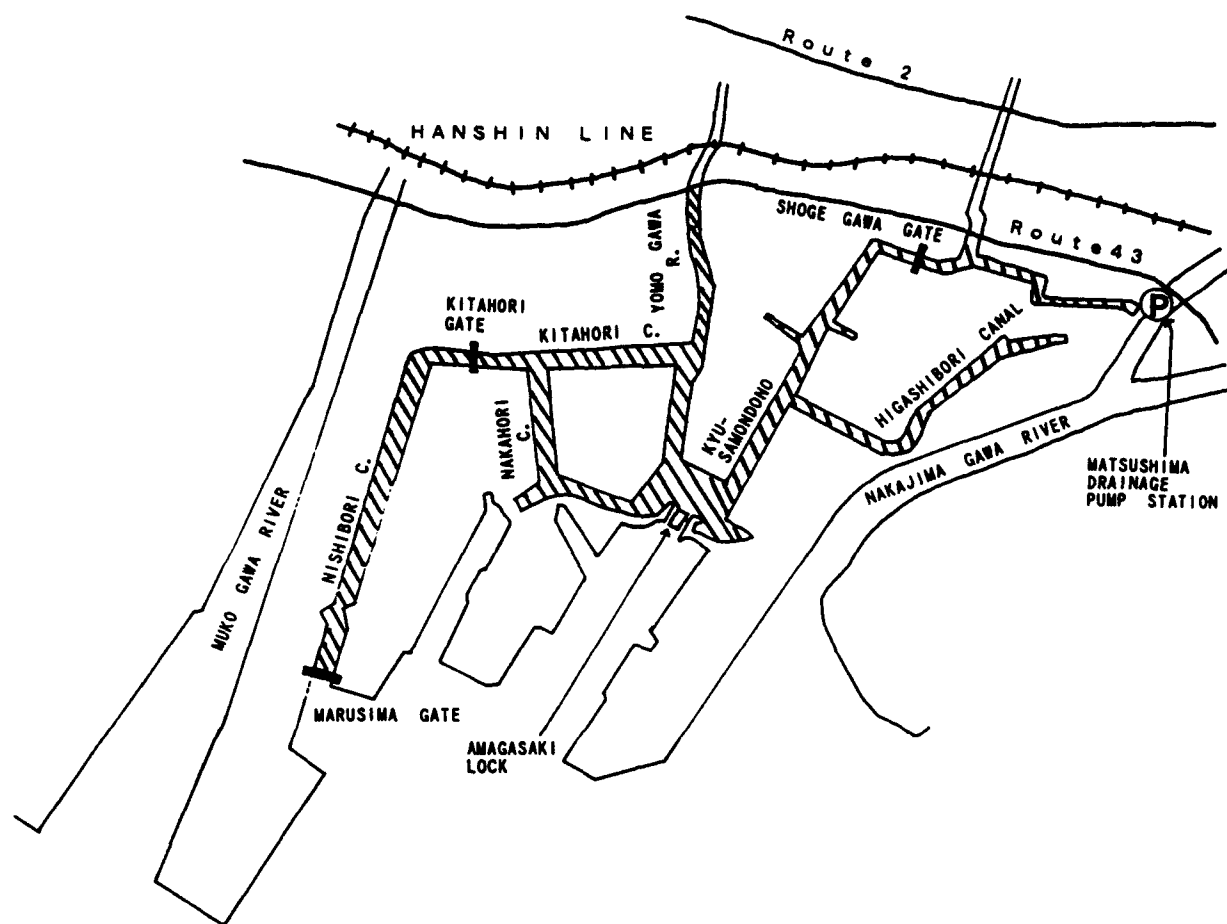 Route 2
HANSHIN LINE
SHOGE GAWA GATE
Route 43
YOMO GAWA
R.
KITAHORI
GATE
KITAHORI C.
P
HIGASHIBORI CANAL
KYU-
SAMONDONO
NAKAHORI
C.
NISHIBORI C.
MUKO GAWA RIVER
NAKAJIMA GAWA RIVER
MATSUSHIMA
DRAINAGE
PUMP STATION
MARUSIMA GATE
AMAGASAKI
LOCK